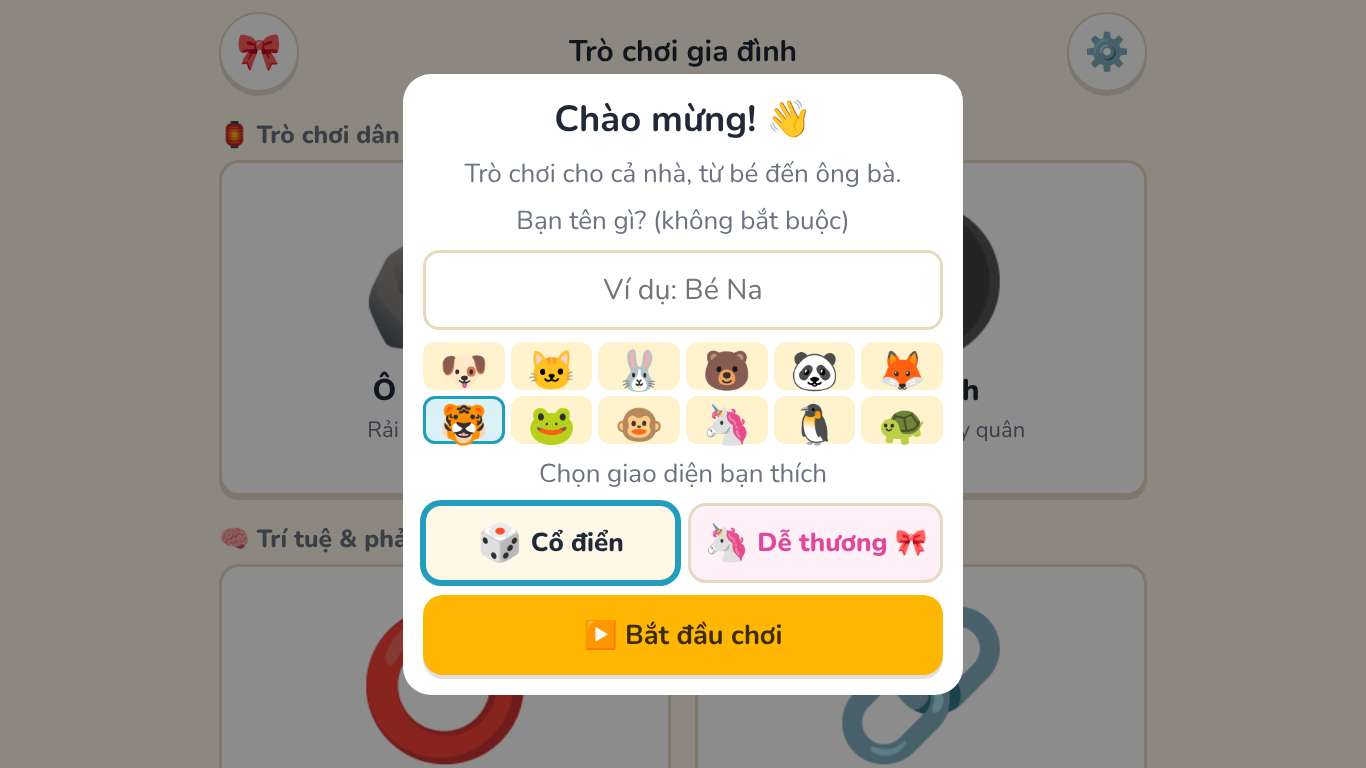 Trò chơi gia đình
Chào mừng!
Trò chơi dân
Trò chơi cho cả nhà, từ bé đến ông bà.
Bạn tên gì? (không bắt buộc)
Ví dụ: Bé Na
Ô
Rải
quân
Chọn giao diện bạn thích
Trí tuệ &
Cổ điển
Dễ thương
Bắt đầu chơi